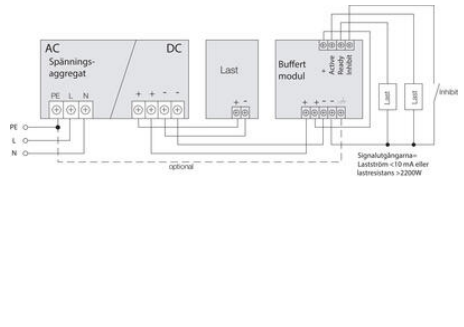 AC
DC
Spännings-
aggregat
PE L N
+ + - -
Last
+ -
Buffert
modul
+
Active
Ready
Inhibit
+ + - -
Last
Last
Inhibit
PE
L
N
optional
Signalutgångarna=
Lastström <10 mA eller
lastresistans >2200W